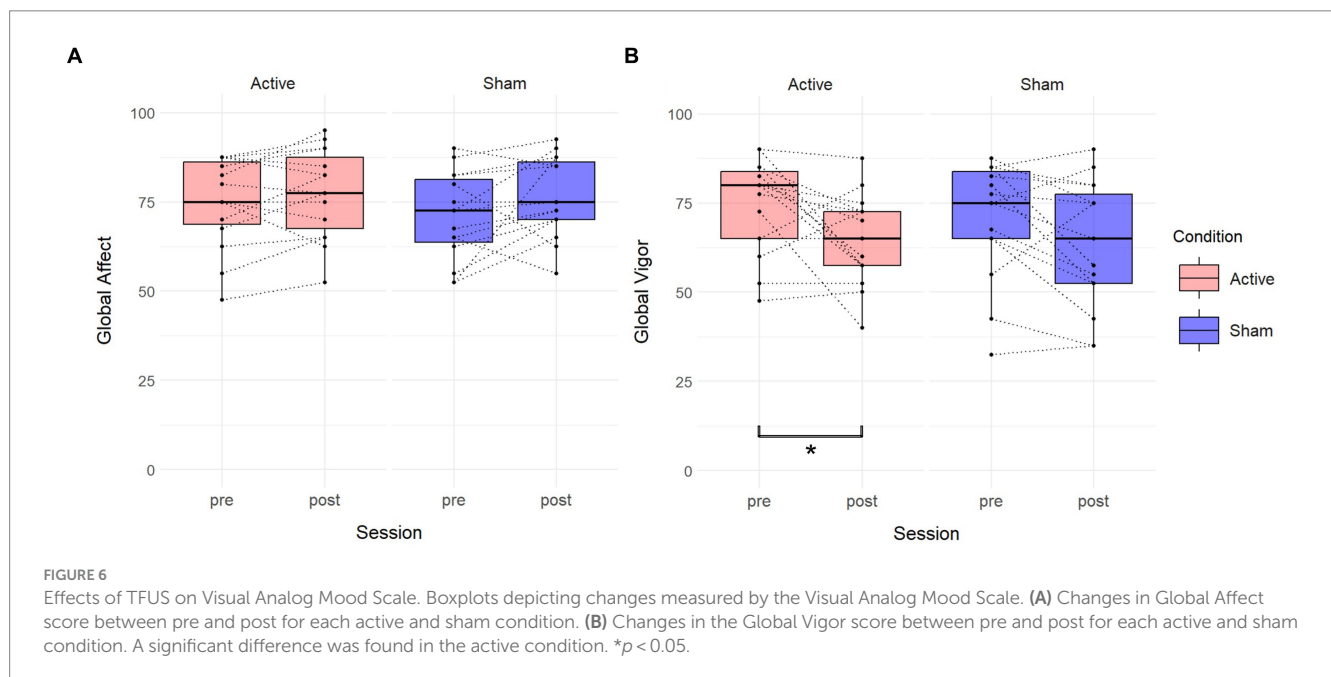 A
Active
Sham
100
75
50
25
0
Global Affect
pre
post
pre
post
Session
B
Active
Sham
100
75
50
25
0
Global Vigor
*
pre
post
pre
post
Session
Condition
Active
Sham
FIGURE 6
Effects of TFUS on Visual Analog Mood Scale. Boxplots depicting changes measured by the Visual Analog Mood Scale. (A) Changes in Global Affect
score between pre and post for each active and sham condition. (B) Changes in the Global Vigor score between pre and post for each active and sham
condition. A significant difference was found in the active condition. *p < 0.05.